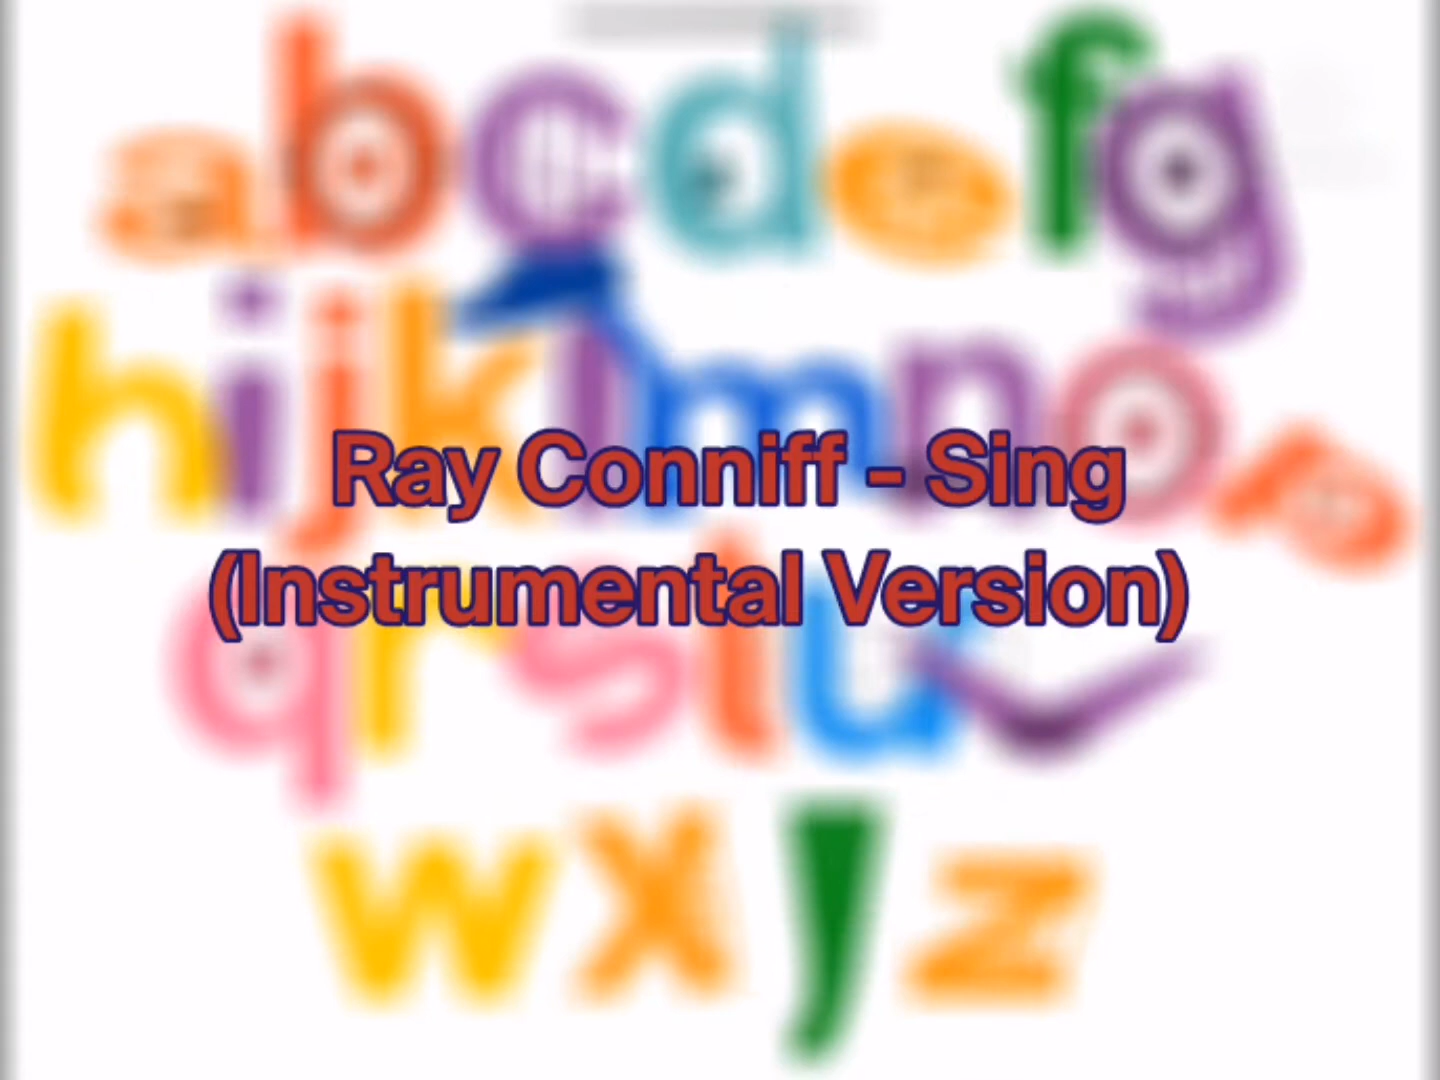 a b c d e f g
h i j k l m n o p
Ray Conniff - Sing
(Instrumental Version)
q r s t u v
w x y z